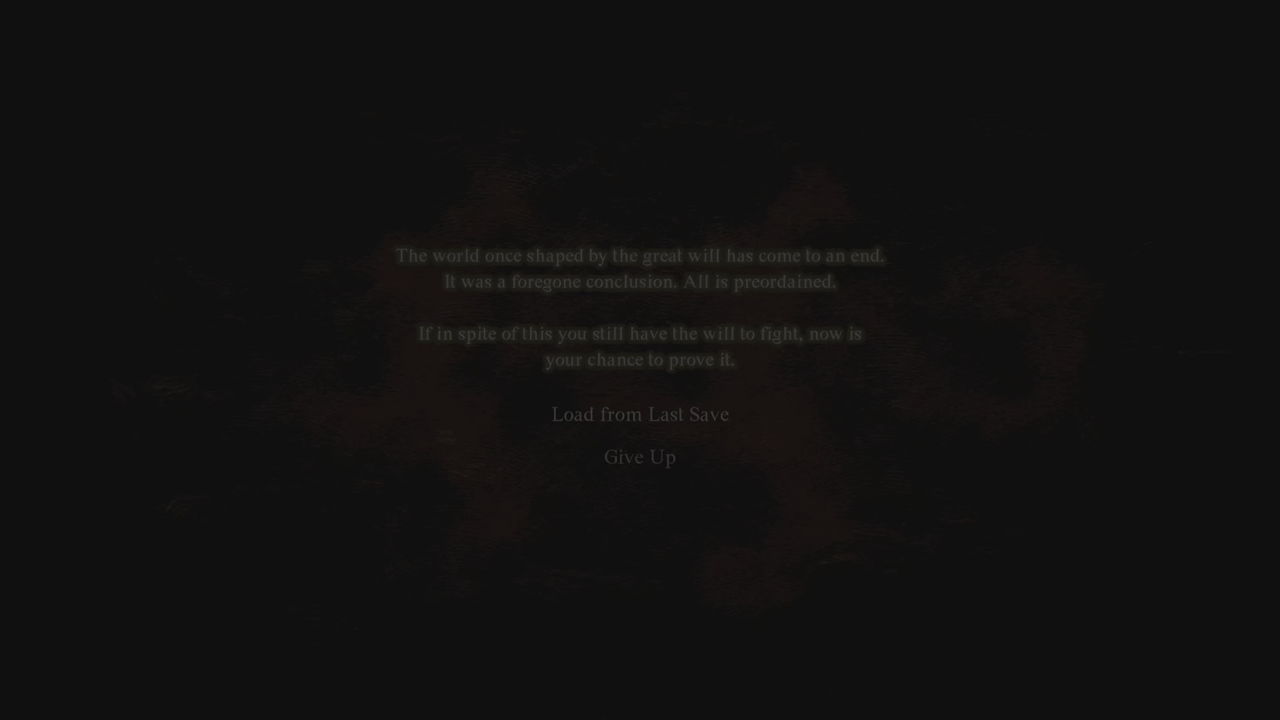 The world once shaped by the great will has come to an end.
It was a foregone conclusion. All is preordained.
If in spite of this you still have the will to fight, now is
your chance to prove it.
Load from Last Save
Give Up